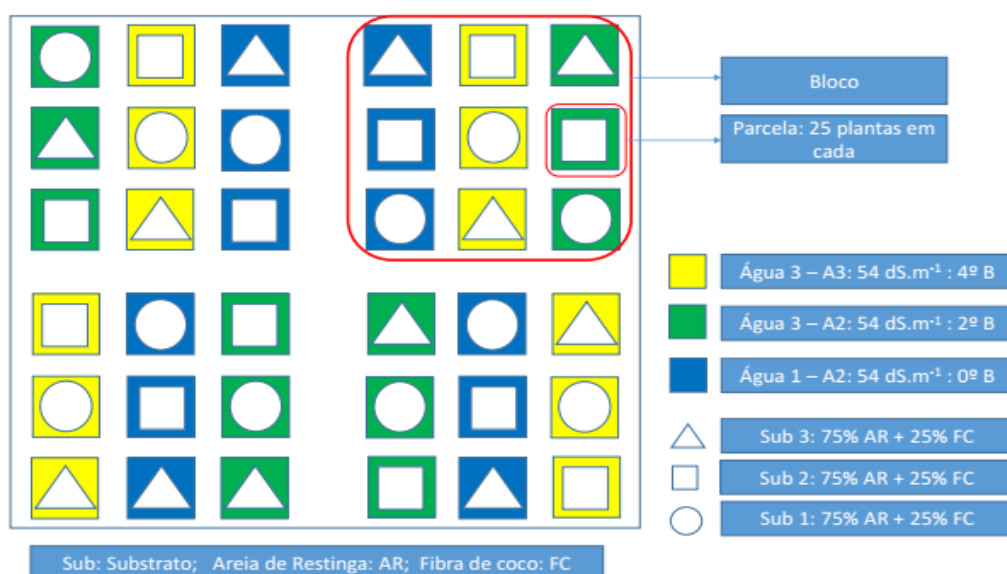 Bloco
Parcela: 25 plantas em
cada
Água 3 – A3: 54 dS.m⁻¹ : 4º B
Água 3 – A2: 54 dS.m⁻¹ : 2º B
Água 1 – A2: 54 dS.m⁻¹ : 0º B
Sub 3: 75% AR + 25% FC
Sub 2: 75% AR + 25% FC
Sub 1: 75% AR + 25% FC
Sub: Substrato; Areia de Restinga: AR; Fibra de coco: FC